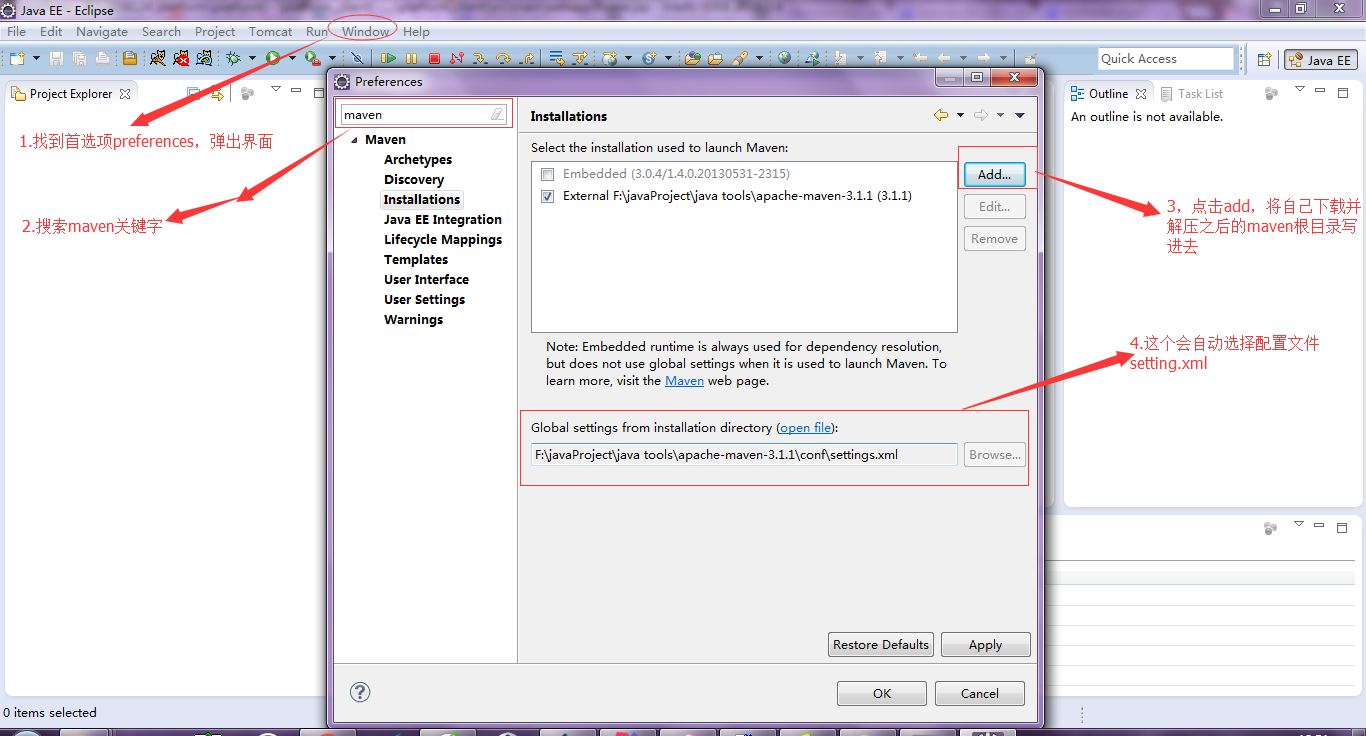 Java EE - Eclipse
File Edit Navigate Search Project Tomcat Run Window Help
Quick Access
Java EE
Project Explorer
1.找到首选项preferences，弹出界面
2.搜索maven关键字
Preferences
maven
Maven
Archetypes
Discovery
Installations
Java EE Integration
Lifecycle Mappings
Templates
User Interface
User Settings
Warnings
Installations
Select the installation used to launch Maven:
Embedded (3.0.4/1.4.0.20130531-2315)
External F:\javaProject\java tools\apache-maven-3.1.1 (3.1.1)
Add...
Edit...
Remove
Note: Embedded runtime is always used for dependency resolution,
but does not use global settings when it is used to launch Maven. To
learn more, visit the Maven web page.
Global settings from installation directory (open file):
F:\javaProject\java tools\apache-maven-3.1.1\conf\settings.xml
Browse...
Restore Defaults
Apply
OK
Cancel
Outline
Task List
An outline is not available.
3，点击add，将自己下载并
解压之后的maven根目录写
进去
4.这个会自动选择配置文件
setting.xml
0 items selected